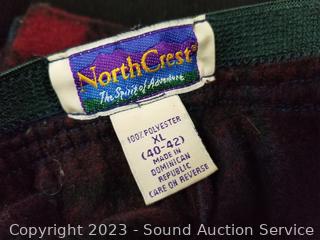 NorthCrest®
The Spirit of Adventure
100% POLYESTER
XL
(40-42)
MADE IN
DOMINICAN
REPUBLIC
CARE ON REVERSE
Copyright 2023 - Sound Auction Service